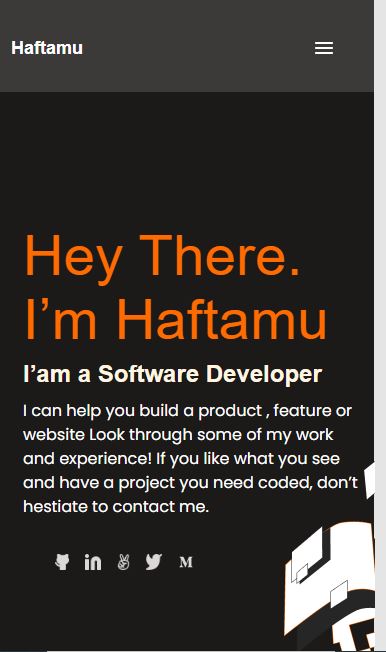 Haftamu
Hey There.
I’m Haftamu
I’am a Software Developer
I can help you build a product , feature or
website Look through some of my work
and experience! If you like what you see
and have a project you need coded, don’t
hestiate to contact me.